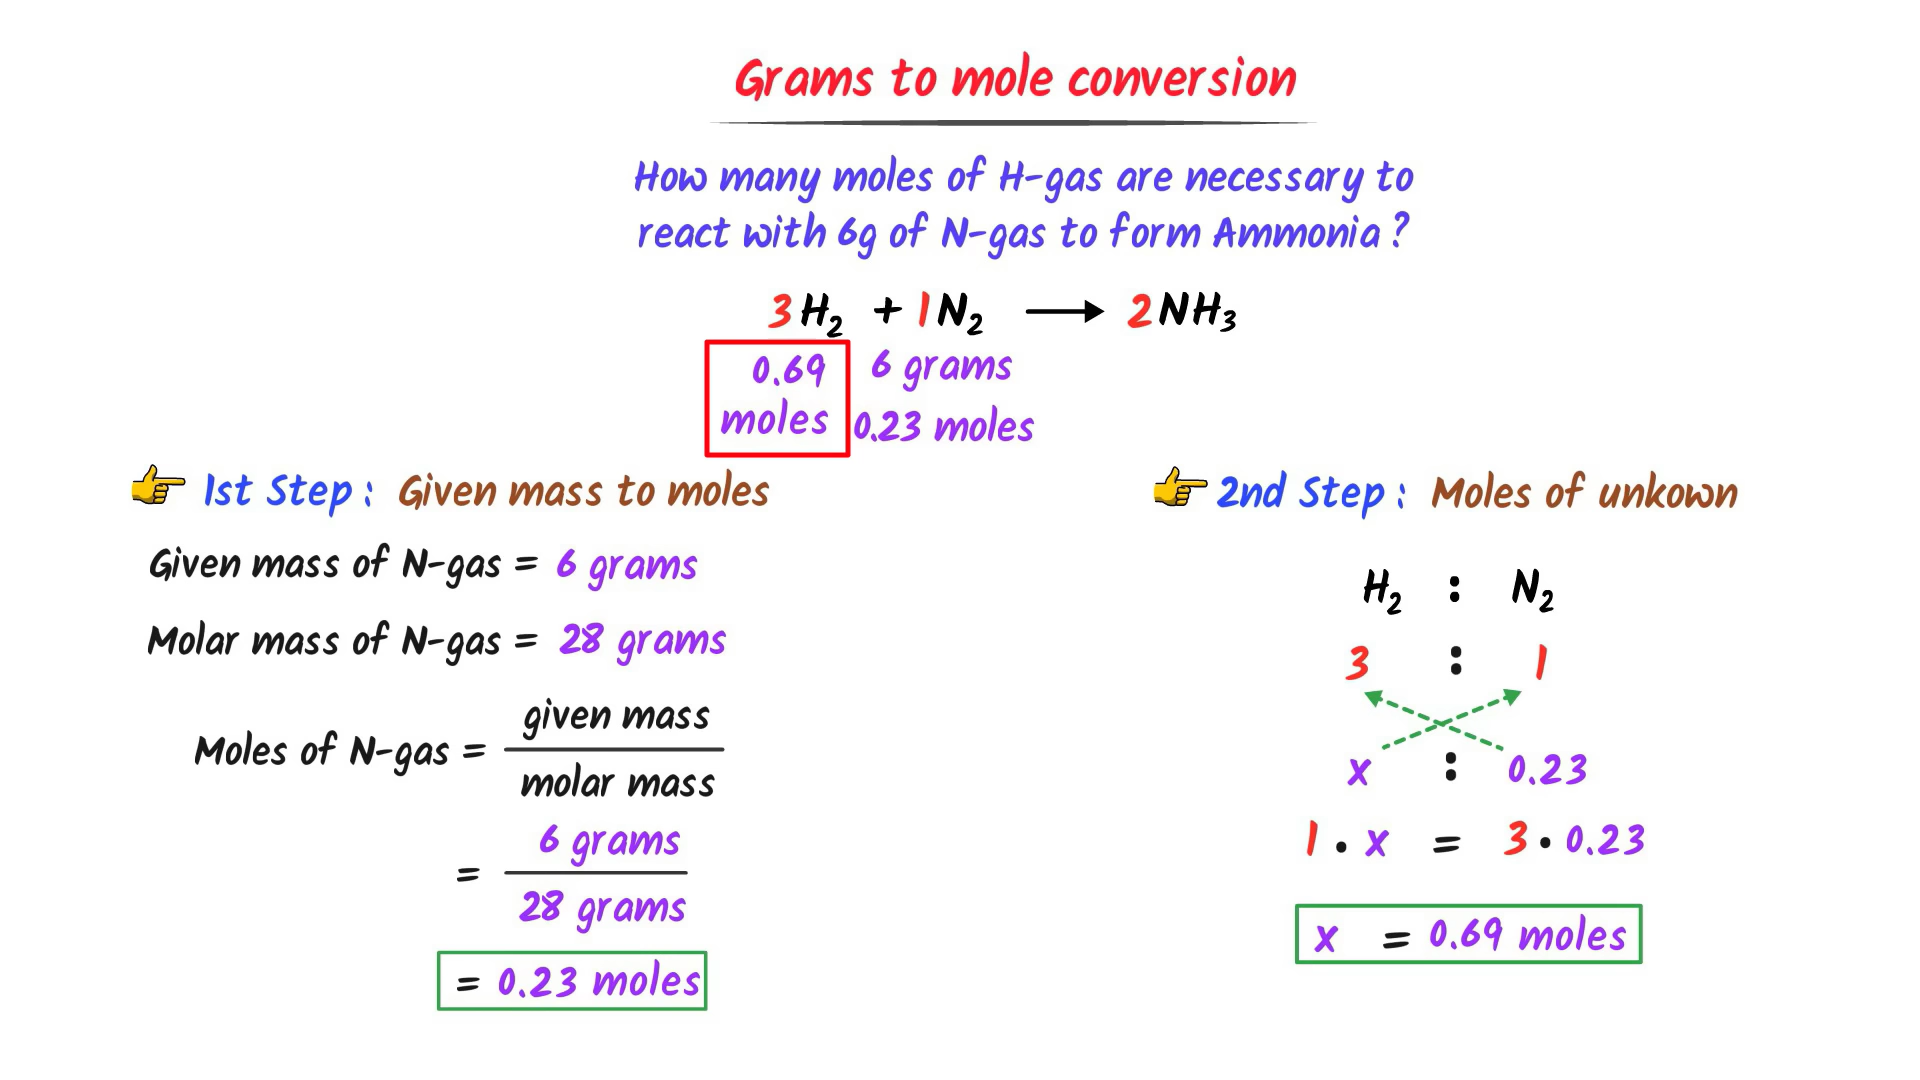 Grams to mole conversion
How many moles of H-gas are necessary to
react with 6g of N-gas to form Ammonia ?
3H₂ + 1N₂ → 2NH₃
0.69 6 grams
moles 0.23 moles
1st Step : Given mass to moles
Given mass of N-gas = 6 grams
Molar mass of N-gas = 28 grams
Moles of N-gas = given mass
molar mass
= 6 grams
28 grams
= 0.23 moles
2nd Step : Moles of unkown
H₂ : N₂
3 : 1
x : 0.23
1 · x = 3 · 0.23
x = 0.69 moles